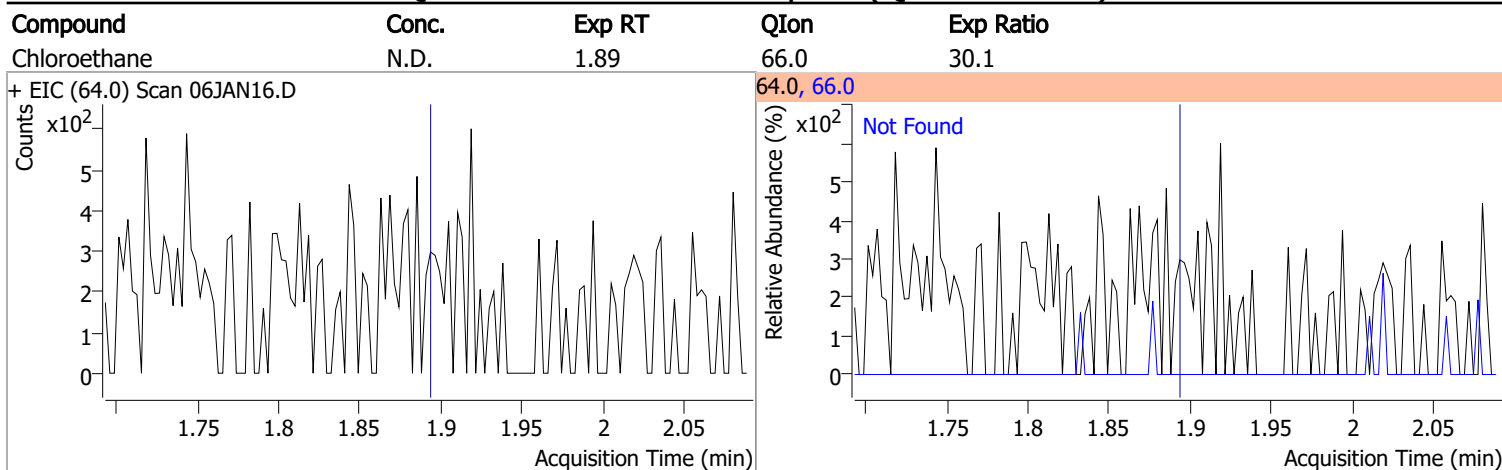 Compound Conc. Exp RT QIon Exp Ratio
Chloroethane N.D. 1.89 66.0 30.1
+ EIC (64.0) Scan 06JAN16.D
Counts
x10²
5
4
3
2
1
0
1.75 1.8 1.85 1.9 1.95 2 2.05
Acquisition Time (min)
64.0, 66.0
Relative Abundance (%)
x10²
Not Found
5
4
3
2
1
0
1.75 1.8 1.85 1.9 1.95 2 2.05
Acquisition Time (min)